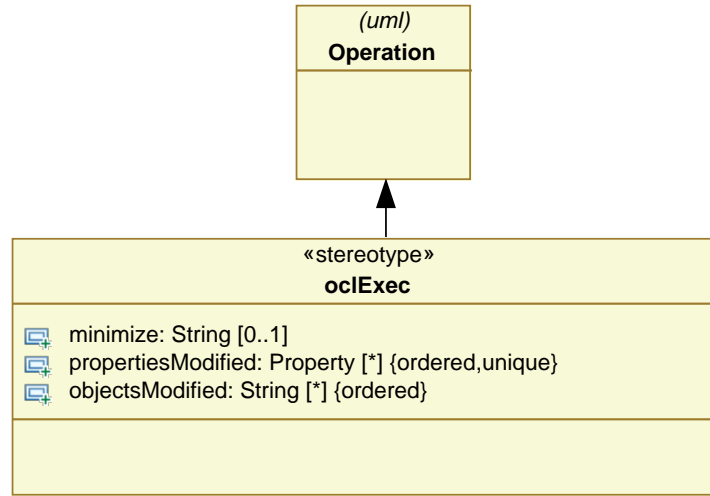 (uml)
Operation
«stereotype»
oclExec
minimize: String [0..1]
propertiesModified: Property [*] {ordered,unique}
objectsModified: String [*] {ordered}